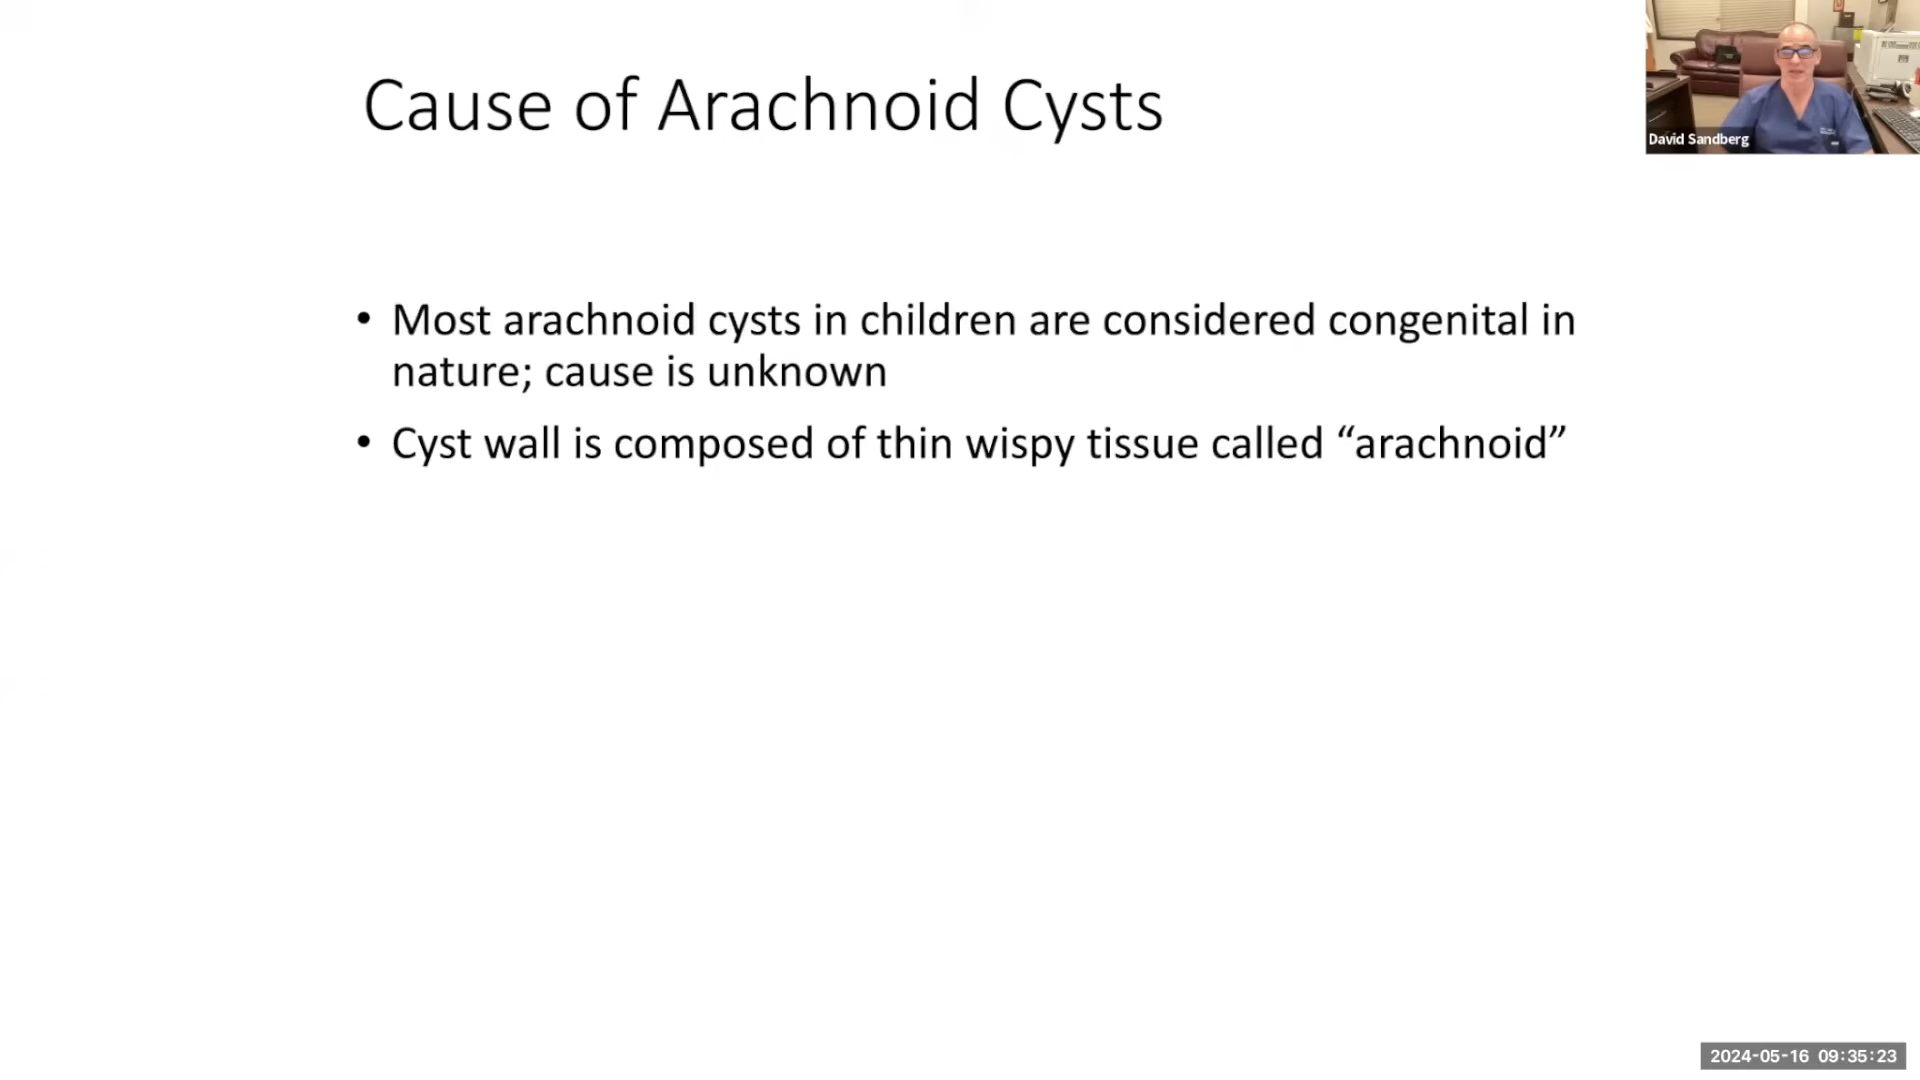 Cause of Arachnoid Cysts
David Sandberg
• Most arachnoid cysts in children are considered congenital in
nature; cause is unknown
• Cyst wall is composed of thin wispy tissue called “arachnoid”
2024-05-16 09:35:23